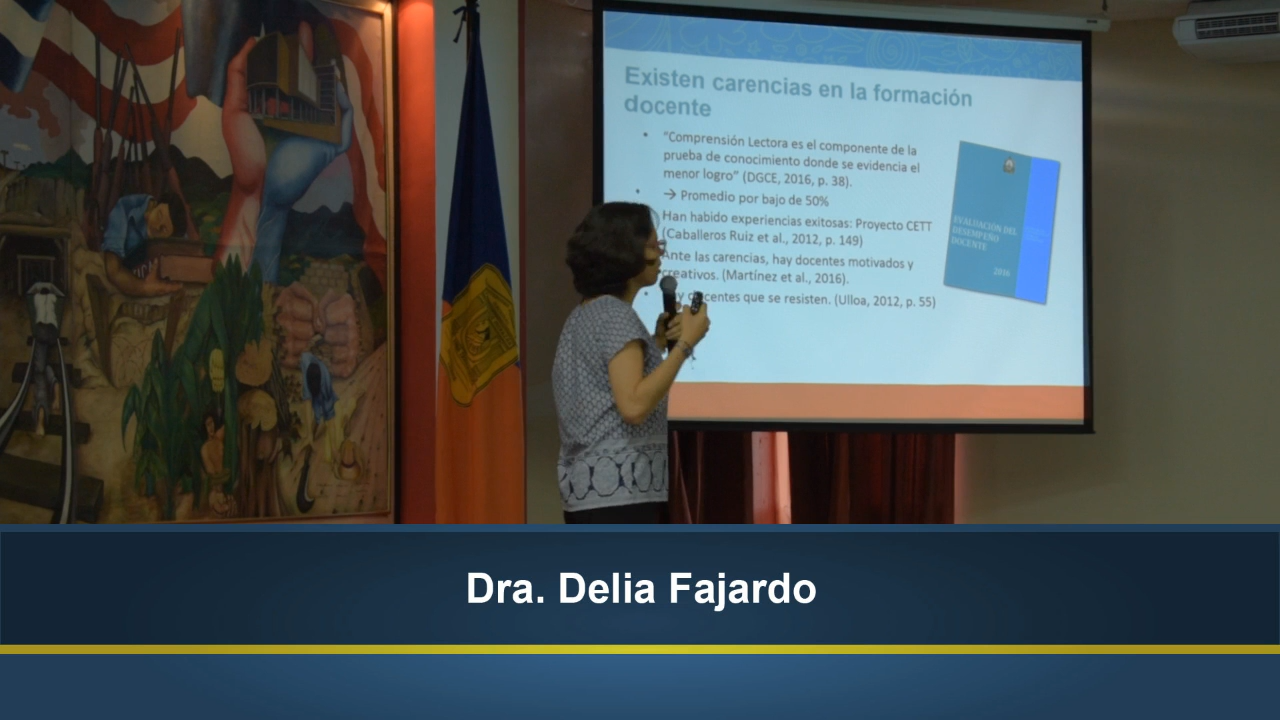 Existen carencias en la formación
docente
• "Comprensión Lectora es el componente de la
prueba de conocimiento donde se evidencia el
menor logro" (DGCE, 2016, p. 38).
• → Promedio por bajo de 50%
Han habido experiencias exitosas: Proyecto CETT
(Caballeros Ruiz et al., 2012, p. 149)
Ante las carencias, hay docentes motivados y
creativos. (Martínez et al., 2016).
• y docentes que se resisten. (Ulloa, 2012, p. 55)
EVALUACIÓN DEL
DESEMPEÑO
DOCENTE
2016
Dra. Delia Fajardo